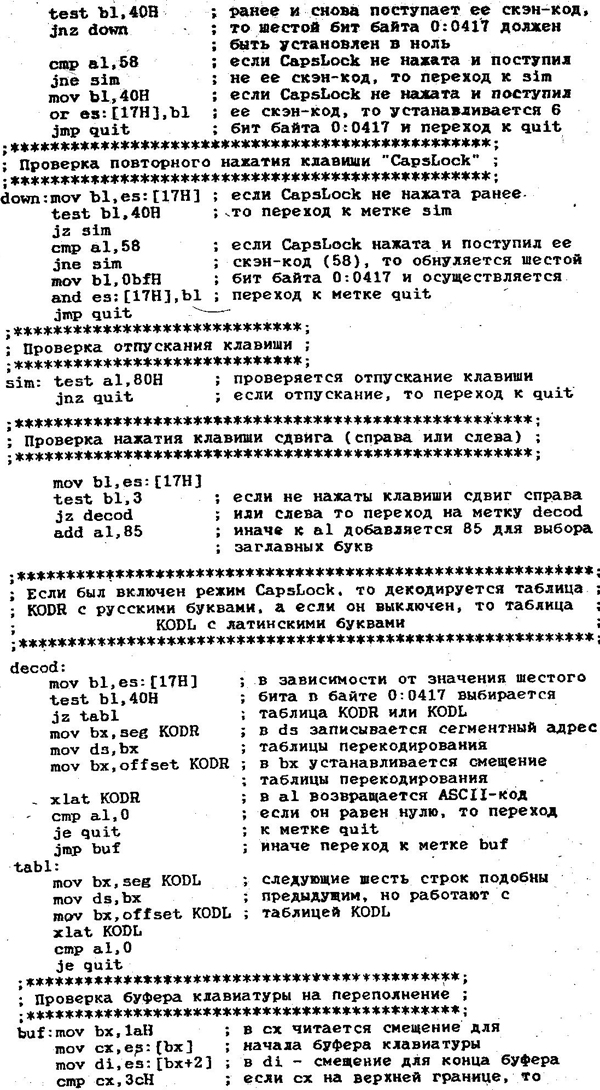 test bl,40H ; ранее и снова поступает ее скэн-код,
jnz down ; то шестой бит байта 0:0417 должен
; быть установлен в ноль
cmp al,58 ; если CapsLock не нажата и поступил
jne sim ; не ее скэн-код, то переход к sim
mov bl,40H ; если CapsLock не нажата и поступил
or es:[17H],bl ; ее скэн-код, то устанавливается 6
jmp quit ; бит байта 0:0417 и переход к quit
;************************************************;
; Проверка повторного нажатия клавиши "CapsLock" ;
;************************************************;
down:mov bl,es:[17H] ; если CapsLock не нажата ранее
test bl,40H ; то переход к метке sim
jz sim
cmp al,58 ; если CapsLock нажата и поступил ее
jne sim ; скэн-код (58), то обнуляется шестой
mov bl,0bfH ; бит байта 0:0417 и осуществляется
and es:[17H],bl ; переход к метке quit
jmp quit
;*****************************;
; Проверка отпускания клавиши ;
;*****************************;
sim: test al,80H ; проверяется отпускание клавиши
jnz quit ; если отпускание, то переход к quit
;****************************************************;
; Проверка нажатия клавиши сдвига (справа или слева) ;
;****************************************************;
mov bl,es:[17H]
test bl,3 ; если не нажаты клавиши сдвиг справа
jz decod ; или слева то переход на метку decod
add al,85 ; иначе к al добавляется 85 для выбора
; заглавных букв
;**********************************************************;
; Если был включен режим CapsLock, то декодируется таблица ;
; KODR с русскими буквами, а если он выключен, то таблица ;
; KODL с латинскими буквами ;
;**********************************************************;
decod:
mov bl,es:[17H] ; в зависимости от значения шестого
test bl,40H ; бита п байте 0:0417 выбирается
jz tabl ; таблица KODR или KODL
mov bx,seg KODR ; в ds записывается сегментный адрес
mov ds,bx ; таблицы перекодирования
mov bx,offset KODR ; в bx устанавливается смещение
; таблицы перекодирования
xlat KODR ; в al возвращается ASCII-код
cmp al,0 ; если он равен нулю, то переход
je quit ; к метке quit
jmp buf ; иначе переход к метке buf
tabl:
mov bx,seg KODL ; следующие шесть строк подобны
mov ds,bx ; предыдущим, но работают с
mov bx,offset KODL ; таблицей KODL
xlat KODL
cmp al,0
je quit
;********************************************;
; Проверка буфера клавиатуры на переполнение ;
;********************************************;
buf:mov bx,1aH ; в cx читается смещение для
mov cx,es:[bx] ; начала буфера клавиатуры
mov di,es:[bx+2] ; в di - смещение для конца буфера
cmp cx,3cH ; если cx на верхней границе, то